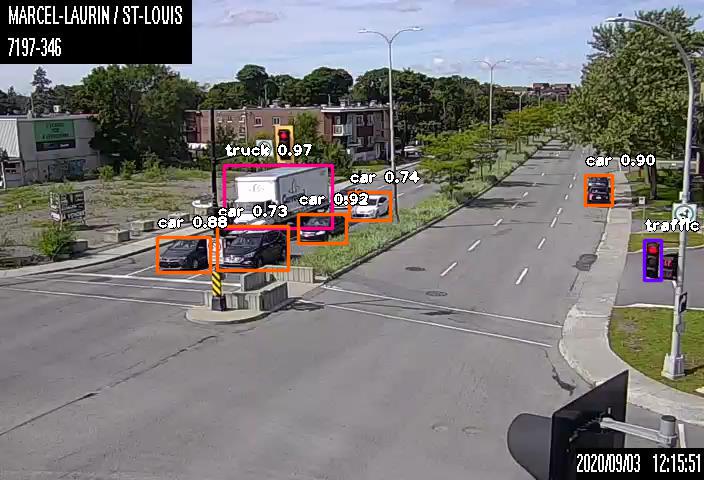 MARCEL-LAURIN / ST-LOUIS
7197-346
truck 0.97
car 0.90
car 0.74
car 0.92
car 0.73
car 0.88
traffic
2020/09/03 12:15:51